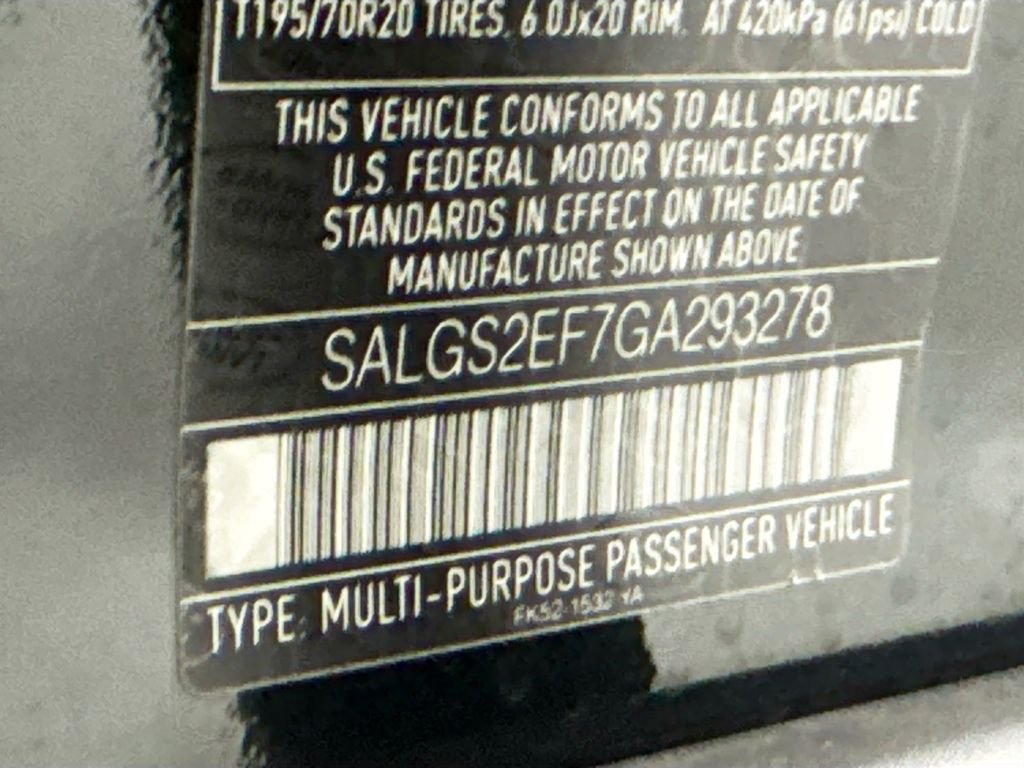 T195/70R20 TIRES, 6.0Jx20 RIM, AT 420kPa (61psi) COLD
THIS VEHICLE CONFORMS TO ALL APPLICABLE
U.S. FEDERAL MOTOR VEHICLE SAFETY
STANDARDS IN EFFECT ON THE DATE OF
MANUFACTURE SHOWN ABOVE
SALGS2EF7GA293278
TYPE: MULTI-PURPOSE PASSENGER VEHICLE
FK52-1532-YA